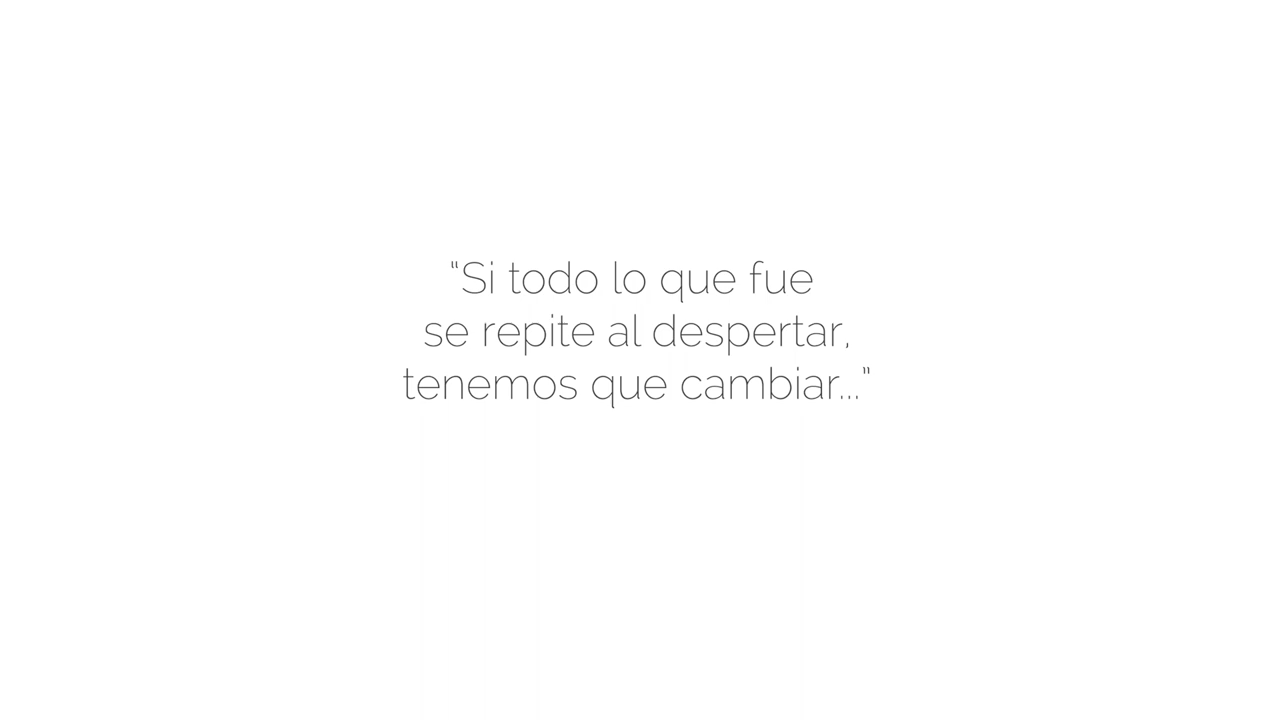 “Si todo lo que fue
se repite al despertar,
tenemos que cambiar...”